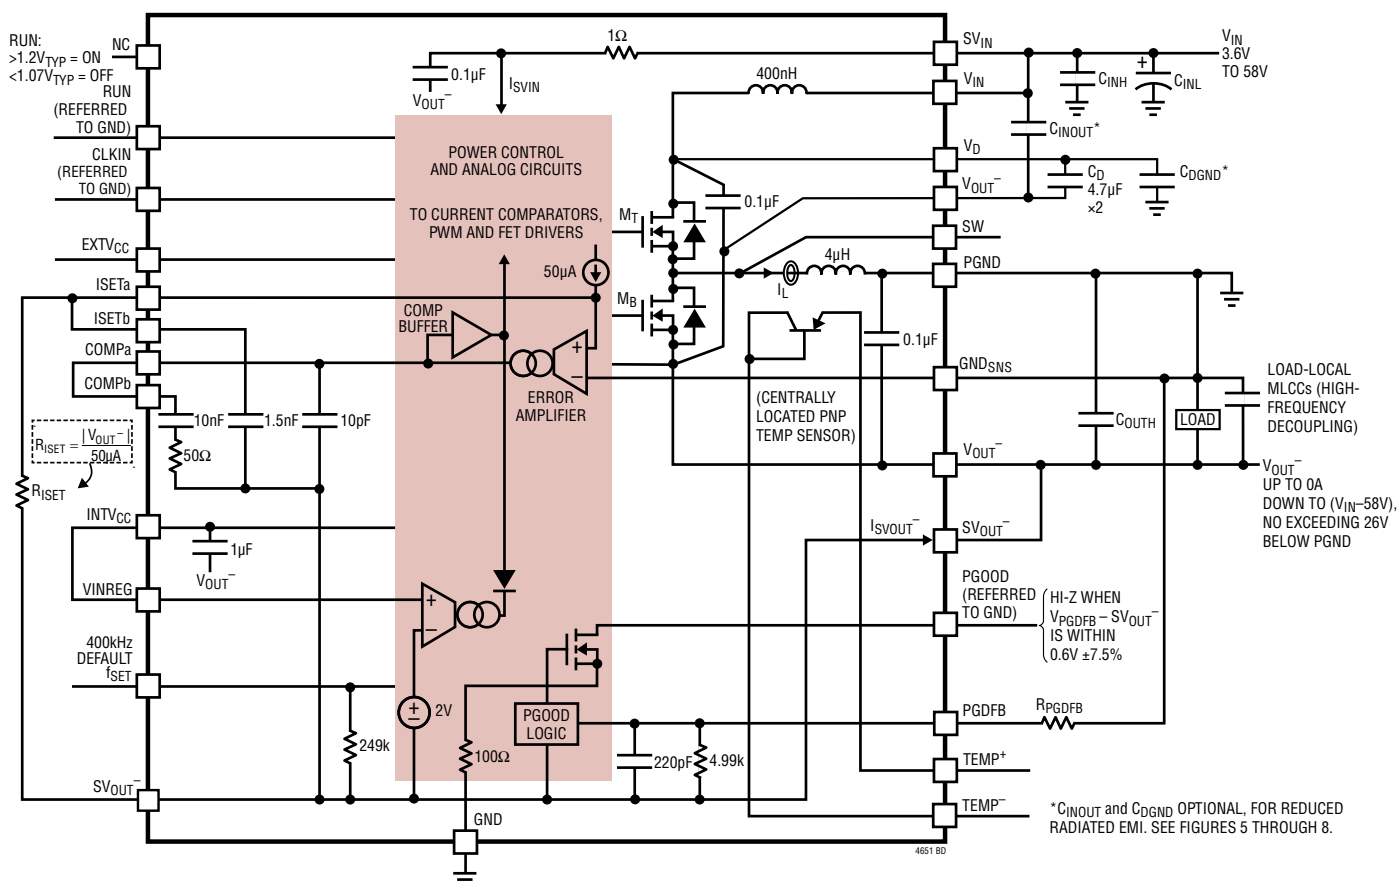 RUN:
>1.2VTYP = ON
<1.07VTYP = OFF
NC
RUN
(REFERRED
TO GND)
CLKIN
(REFERRED
TO GND)
EXTVCC
ISETa
ISETb
COMPa
COMPb
RISET = | VOUT– |
50µA
RISET
INTVCC
VINREG
400kHz
DEFAULT
fSET
SVOUT–
0.1µF
VOUT–
ISVIN
1Ω
400nH
POWER CONTROL
AND ANALOG CIRCUITS
TO CURRENT COMPARATORS,
PWM AND FET DRIVERS
50µA
COMP
BUFFER
+
–
ERROR
AMPLIFIER
10nF
1.5nF
10pF
50Ω
1µF
VOUT–
+
–
+
–
2V
249k
100Ω
PGOOD
LOGIC
GND
MT
MB
0.1µF
IL
4µH
0.1µF
(CENTRALLY
LOCATED PNP
TEMP SENSOR)
ISVOUT–
220pF
4.99k
SVIN
VIN
VD
VOUT–
SW
PGND
GNDSNS
VOUT–
SVOUT–
PGOOD
(REFERRED
TO GND)
HI-Z WHEN
VPGDFB – SVOUT–
IS WITHIN
0.6V ±7.5%
PGDFB
RPGDFB
TEMP+
TEMP–
VIN
3.6V
TO 58V
CINH
+
CINL
CINOUT*
CD
4.7µF
×2
CDGND*
COUTH
LOAD
LOAD-LOCAL
MLCCs (HIGH-
FREQUENCY
DECOUPLING)
VOUT–
UP TO 0A
DOWN TO (VIN–58V),
NO EXCEEDING 26V
BELOW PGND
*CINOUT and CDGND OPTIONAL, FOR REDUCED
RADIATED EMI. SEE FIGURES 5 THROUGH 8.
4651 BD